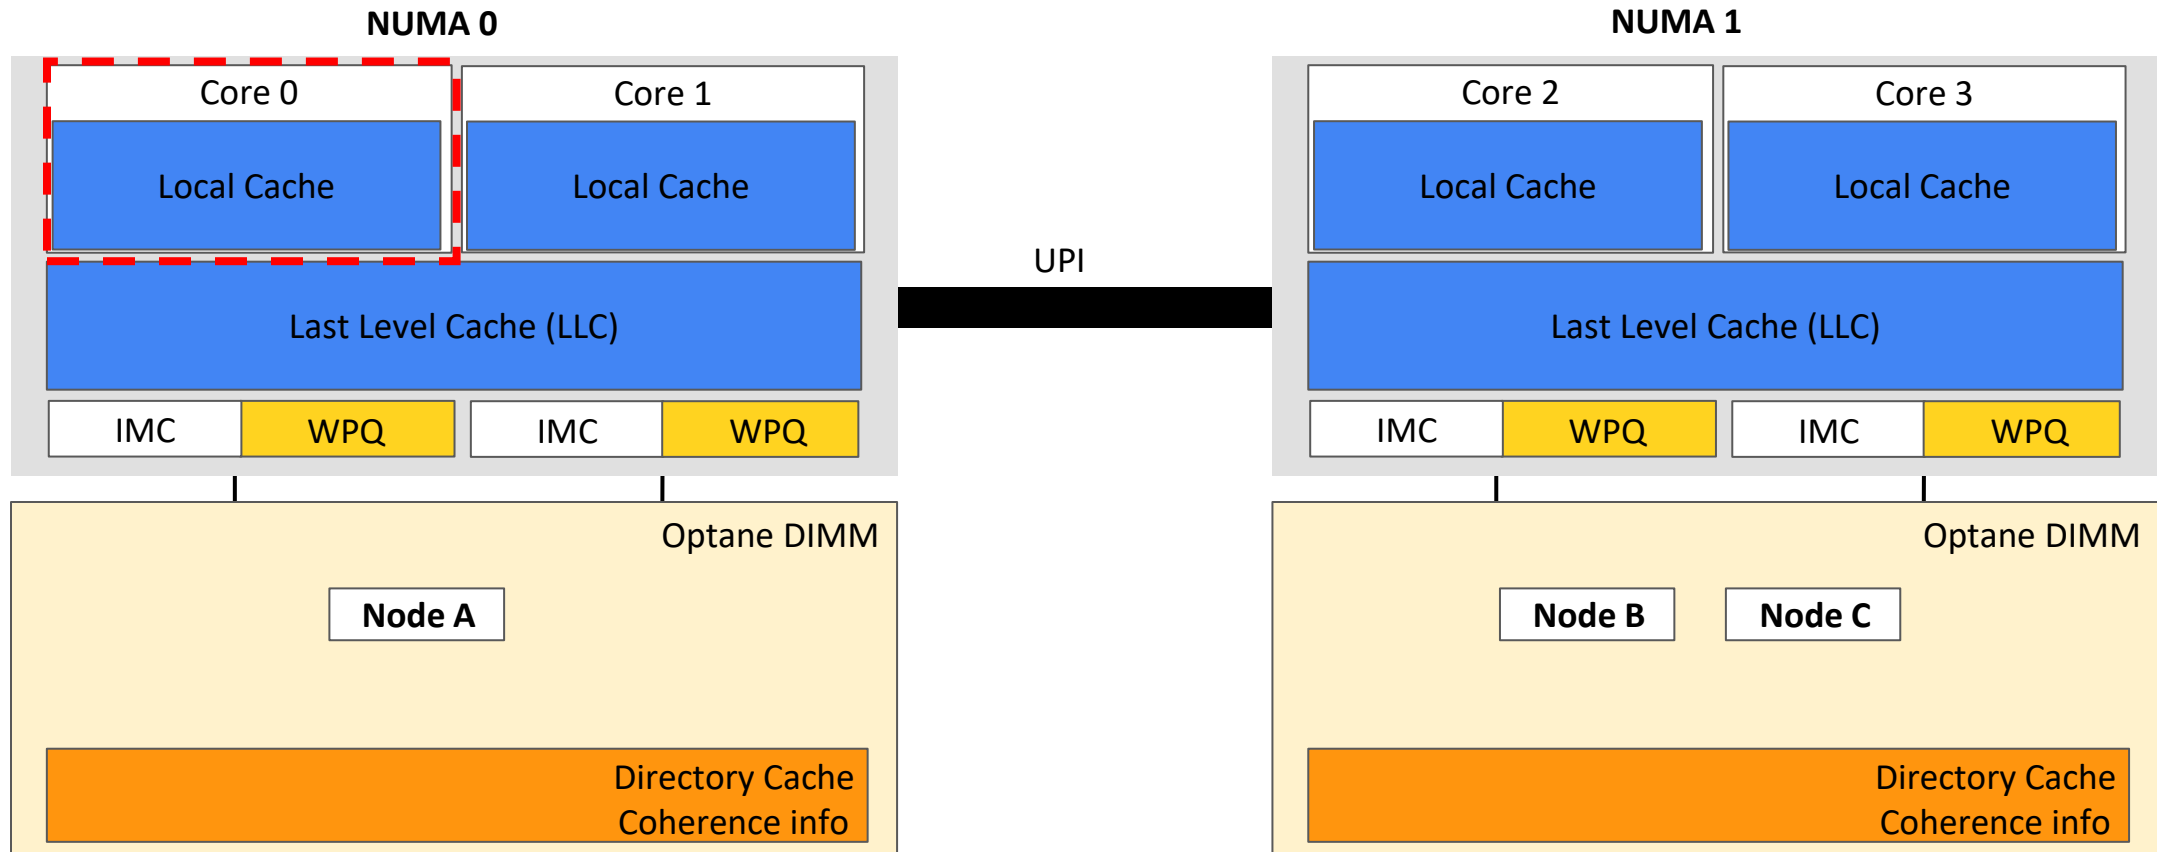 NUMA 0
NUMA 1
Core 0
Core 1
Core 2
Core 3
Local Cache
Local Cache
Local Cache
Local Cache
UPI
Last Level Cache (LLC)
Last Level Cache (LLC)
IMC
WPQ
IMC
WPQ
IMC
WPQ
IMC
WPQ
Optane DIMM
Optane DIMM
Node A
Node B
Node C
Directory Cache
Coherence info
Directory Cache
Coherence info